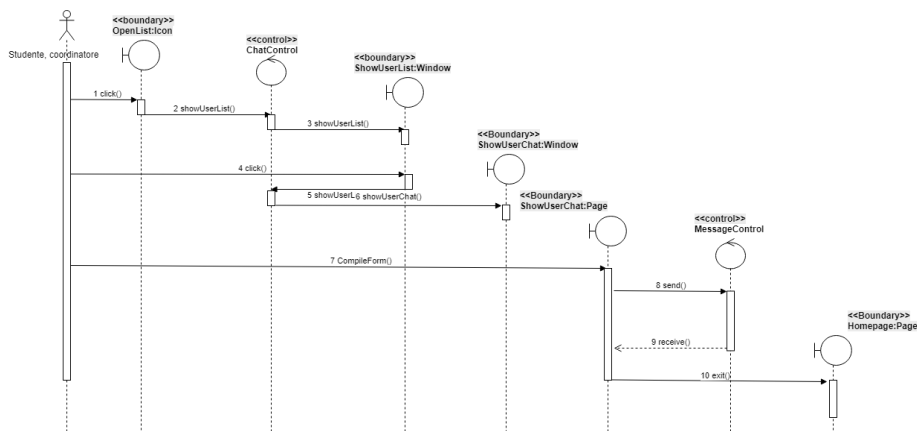 <<boundary>>
OpenList:Icon
Studente, coordinatore
<<control>>
ChatControl
<<boundary>>
ShowUserList:Window
1 click()
2 showUserList()
3 showUserList()
<<Boundary>>
ShowUserChat:Window
4 click()
5 showUserL
6 showUserChat()
<<Boundary>>
ShowUserChat:Page
<<control>>
MessageControl
7 CompileForm()
8 send()
<<Boundary>>
Homepage:Page
9 receive()
10 exit()